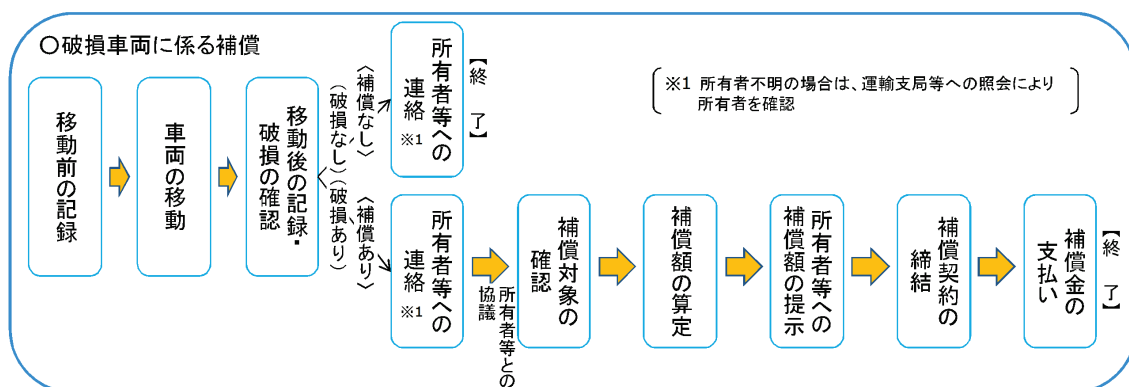 〇破損車両に係る補償
移動前の記録
車両の移動
移動後の記録・
破損の確認
(破損なし)
〈補償なし〉
所有者等への
連絡 ※1
【終 了】
※1 所有者不明の場合は、運輸支局等への照会により
所有者を確認
(破損あり)
〈補償あり〉
所有者等への
連絡 ※1
所有者等との
協議
補償対象の
確認
補償額の算定
所有者等への
補償額の提示
補償契約の
締結
補償金の
支払い
【終 了】